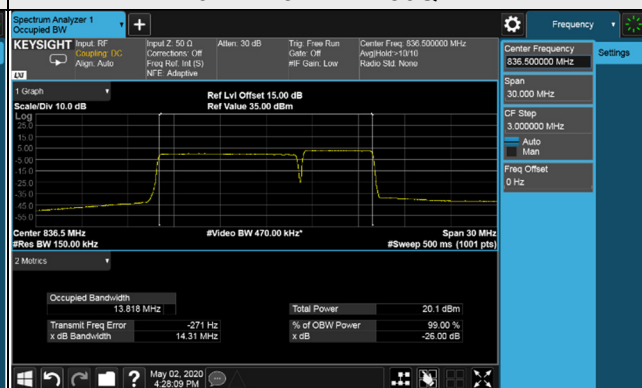 Spectrum Analyzer 1
Occupied BW
Frequency
KEYSIGHT
Input: RF
Coupling: DC
Align: Auto
Input Z: 50 Ω
Corrections: Off
Freq Ref: Int (S)
NFE: Adaptive
Atten: 30 dB
Trig: Free Run
Gate: Off
#IF Gain: Low
Center Freq: 836.500000 MHz
Avg|Hold:>10/10
Radio Std: None
LXI
1 Graph
Scale/Div 10.0 dB
Ref Lvl Offset 15.00 dB
Ref Value 35.00 dBm
Log
25.0
15.0
5.00
-5.00
-15.0
-25.0
-35.0
-45.0
-55.0
Center 836.5 MHz
#Res BW 150.00 kHz
#Video BW 470.00 kHz*
Span 30 MHz
#Sweep 500 ms (1001 pts)
2 Metrics
Occupied Bandwidth
13.818 MHz
Transmit Freq Error -271 Hz
x dB Bandwidth 14.31 MHz
Total Power 20.1 dBm
% of OBW Power 99.00 %
x dB -26.00 dB
May 02, 2020
4:28:09 PM
Center Frequency
836.500000 MHz
Settings
Span
30.000 MHz
CF Step
3.000000 MHz
Auto
Man
Freq Offset
0 Hz